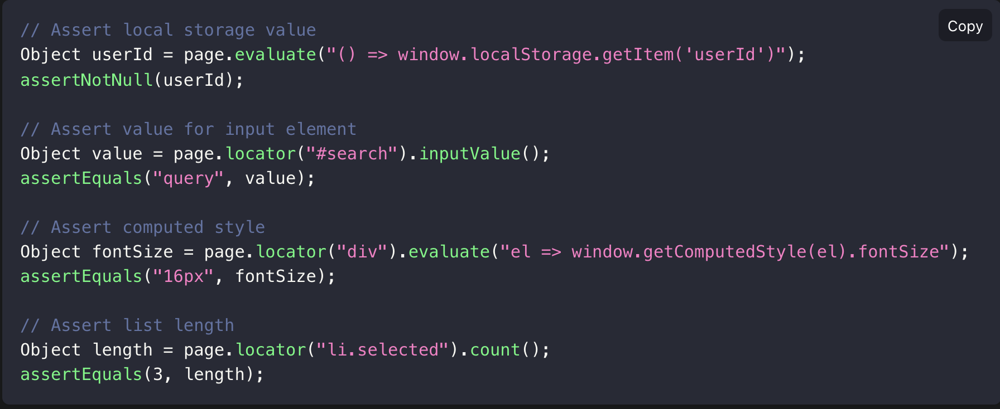 Copy
// Assert local storage value
Object userId = page.evaluate("() => window.localStorage.getItem('userId')");
assertNotNull(userId);

// Assert value for input element
Object value = page.locator("#search").inputValue();
assertEquals("query", value);

// Assert computed style
Object fontSize = page.locator("div").evaluate("el => window.getComputedStyle(el).fontSize");
assertEquals("16px", fontSize);

// Assert list length
Object length = page.locator("li.selected").count();
assertEquals(3, length);